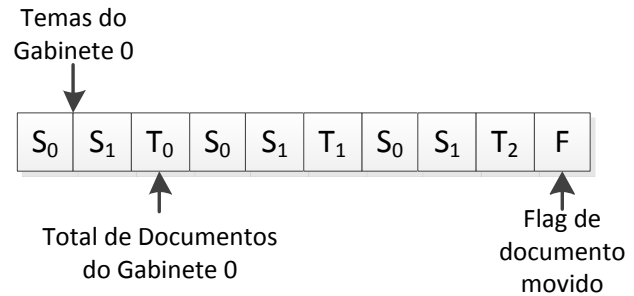 Temas do
Gabinete 0
S₀ S₁ T₀ S₀ S₁ T₁ S₀ S₁ T₂ F
Total de Documentos
do Gabinete 0
Flag de
documento
movido